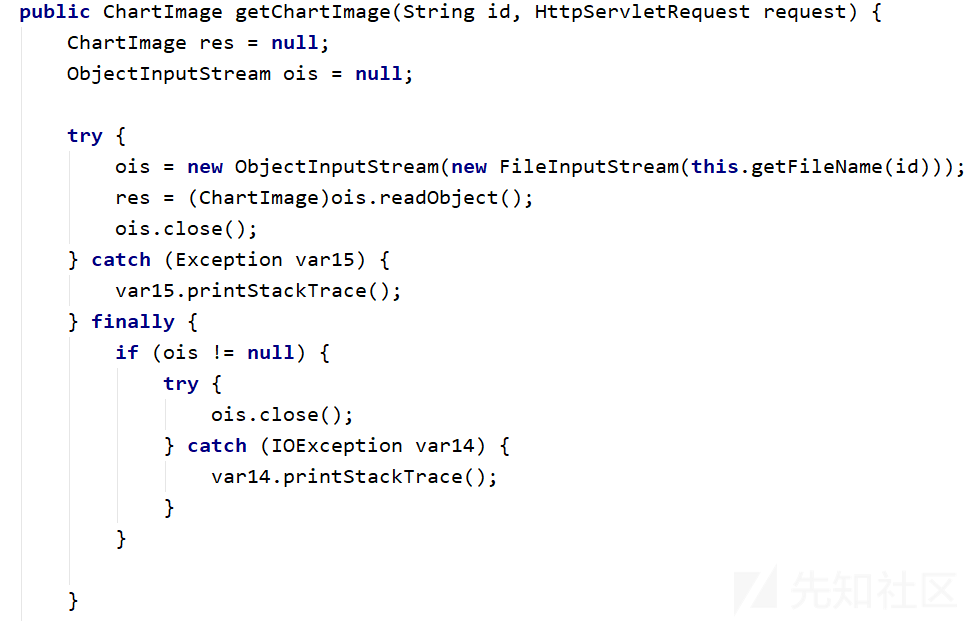 public ChartImage getChartImage(String id, HttpServletRequest request) {
    ChartImage res = null;
    ObjectInputStream ois = null;

    try {
        ois = new ObjectInputStream(new FileInputStream(this.getFileName(id)));
        res = (ChartImage)ois.readObject();
        ois.close();
    } catch (Exception var15) {
        var15.printStackTrace();
    } finally {
        if (ois != null) {
            try {
                ois.close();
            } catch (IOException var14) {
                var14.printStackTrace();
            }
        }

    }
先知社区